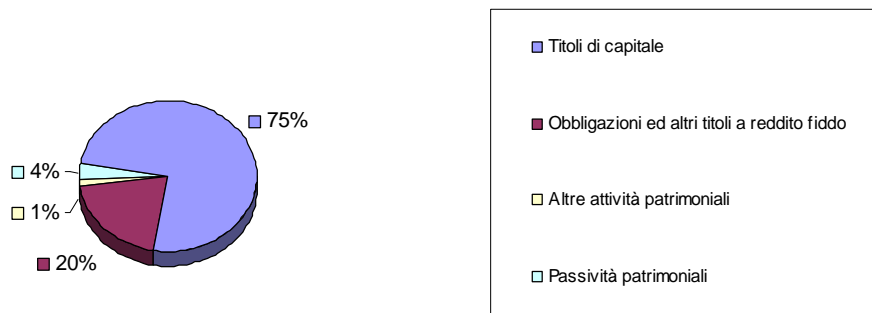 75%
4%
1%
20%
Titoli di capitale
Obbligazioni ed altri titoli a reddito fiddo
Altre attività patrimoniali
Passività patrimoniali